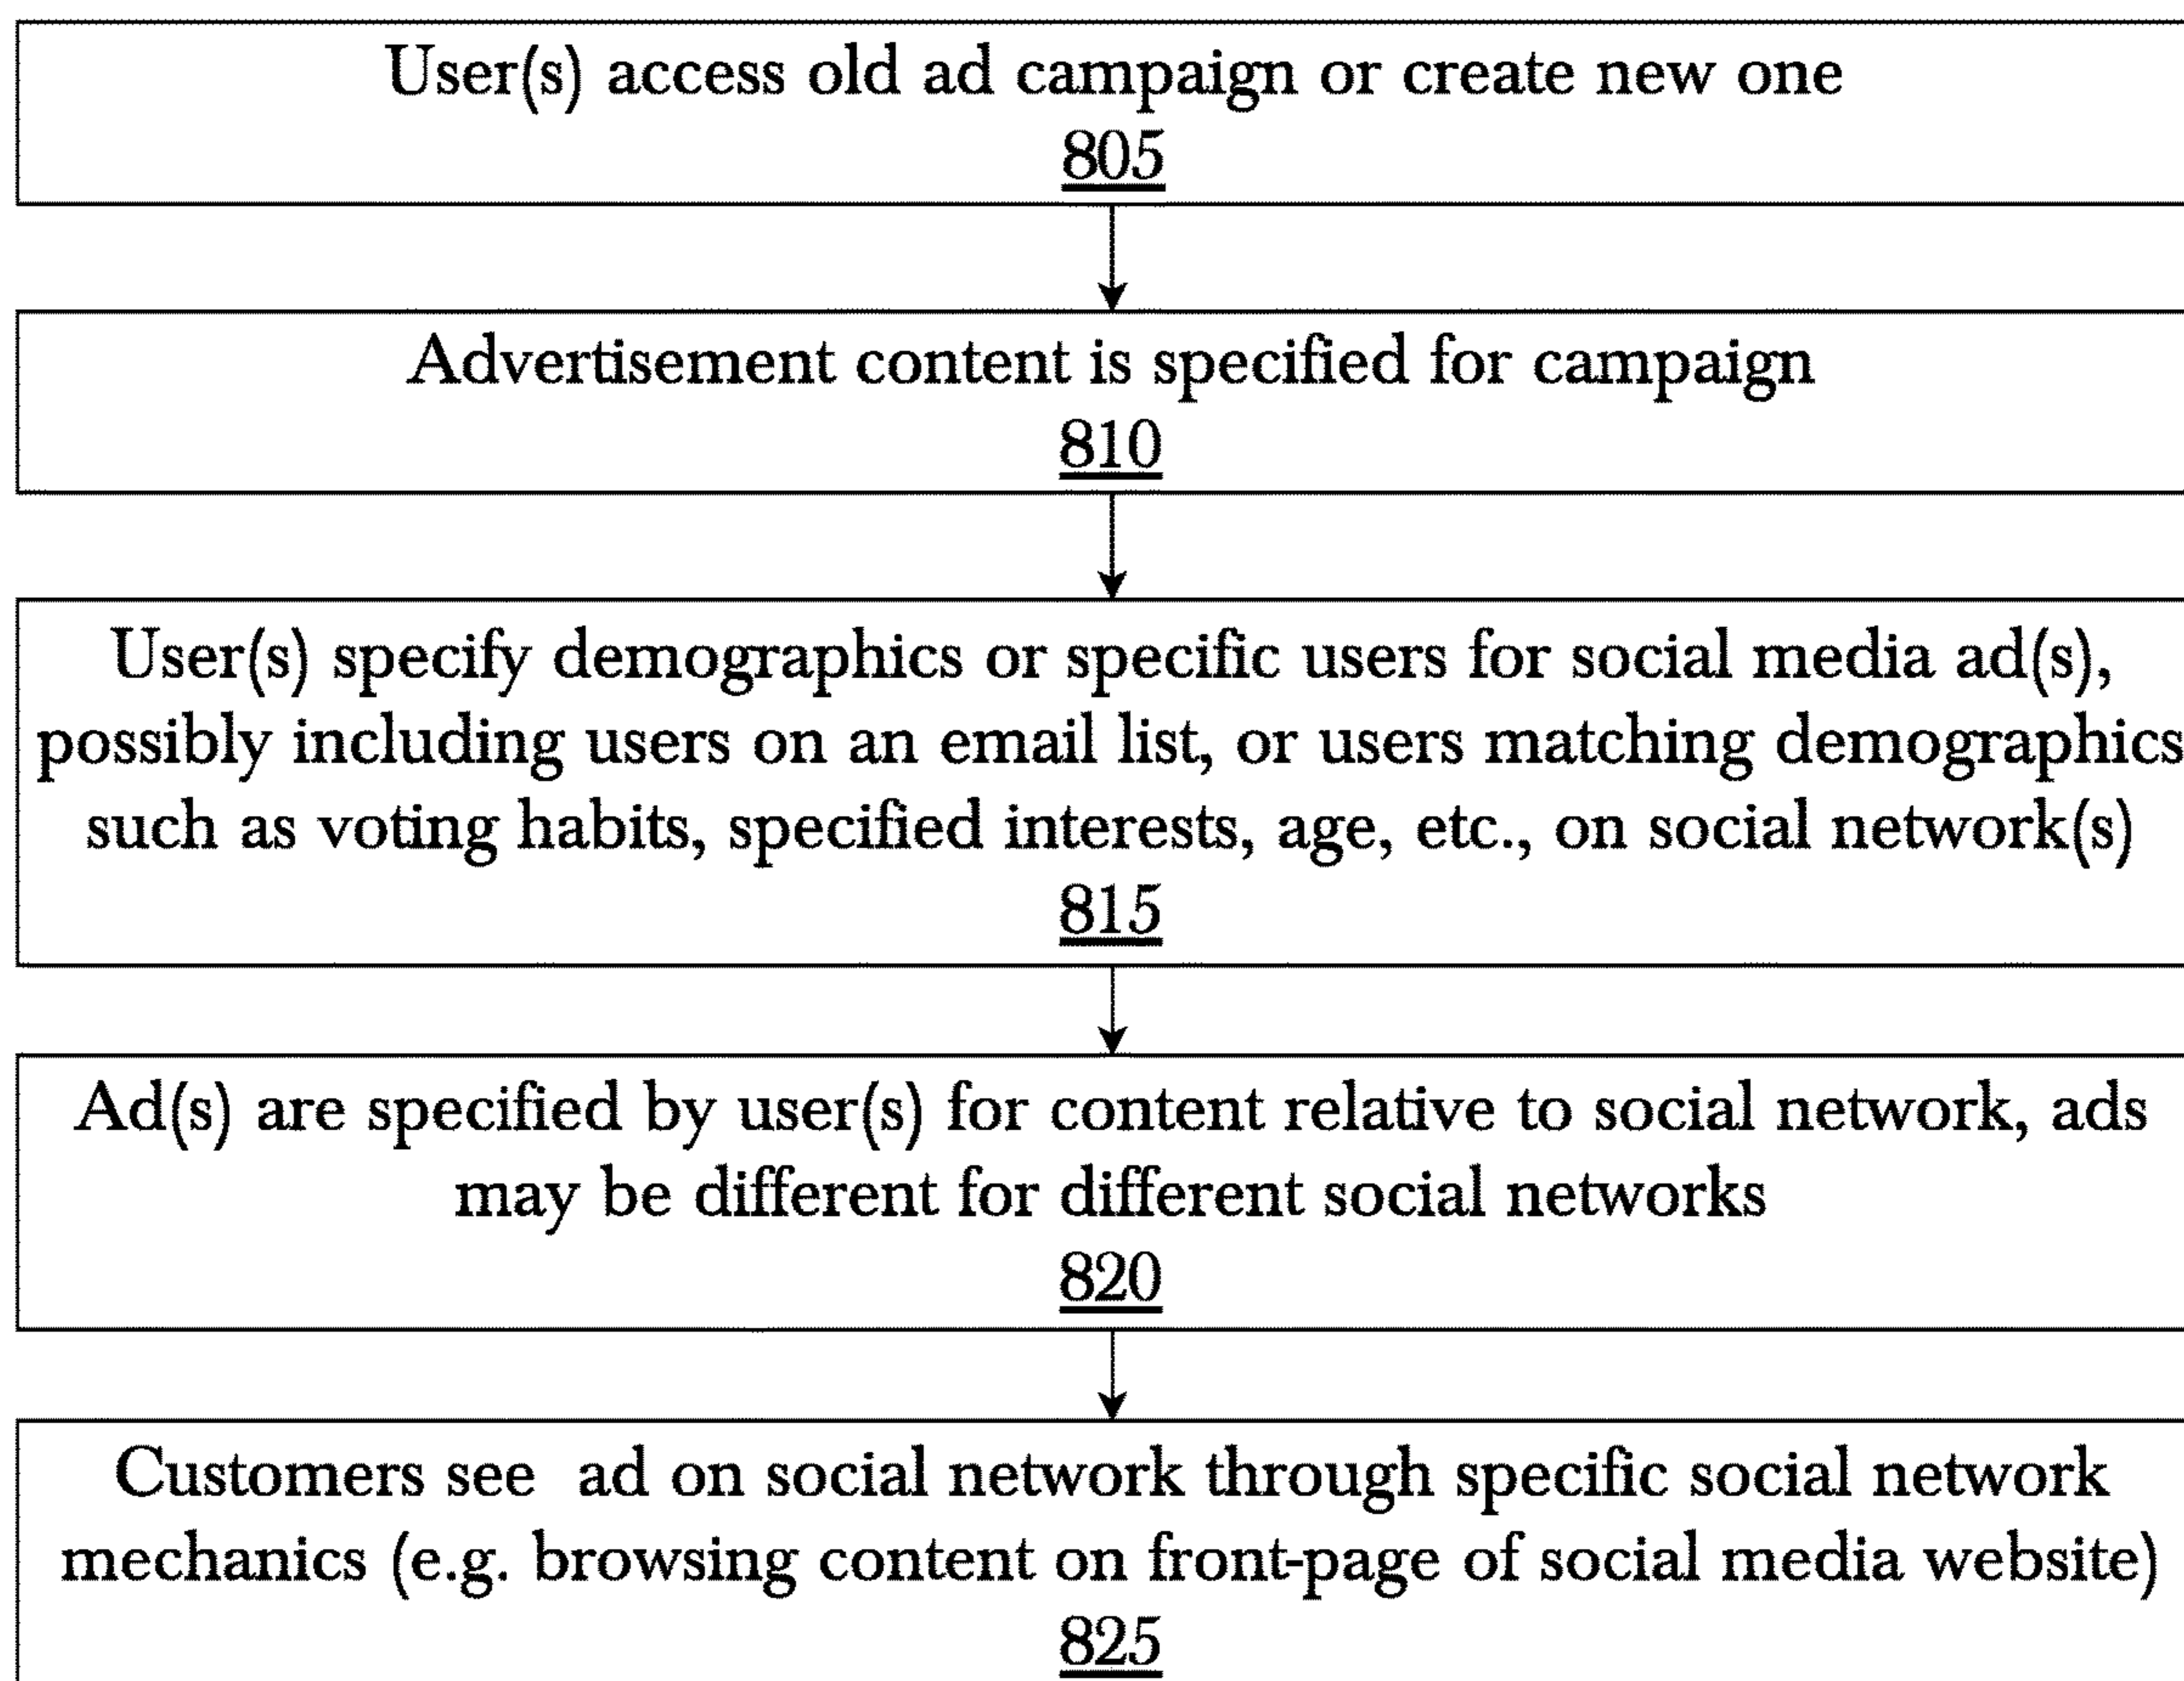 User(s) access old ad campaign or create new one
805
Advertisement content is specified for campaign
810
User(s) specify demographics or specific users for social media ad(s),
possibly including users on an email list, or users matching demographics
such as voting habits, specified interests, age, etc., on social network(s)
815
Ad(s) are specified by user(s) for content relative to social network, ads
may be different for different social networks
820
Customers see  ad on social network through specific social network
mechanics (e.g. browsing content on front-page of social media website)
825